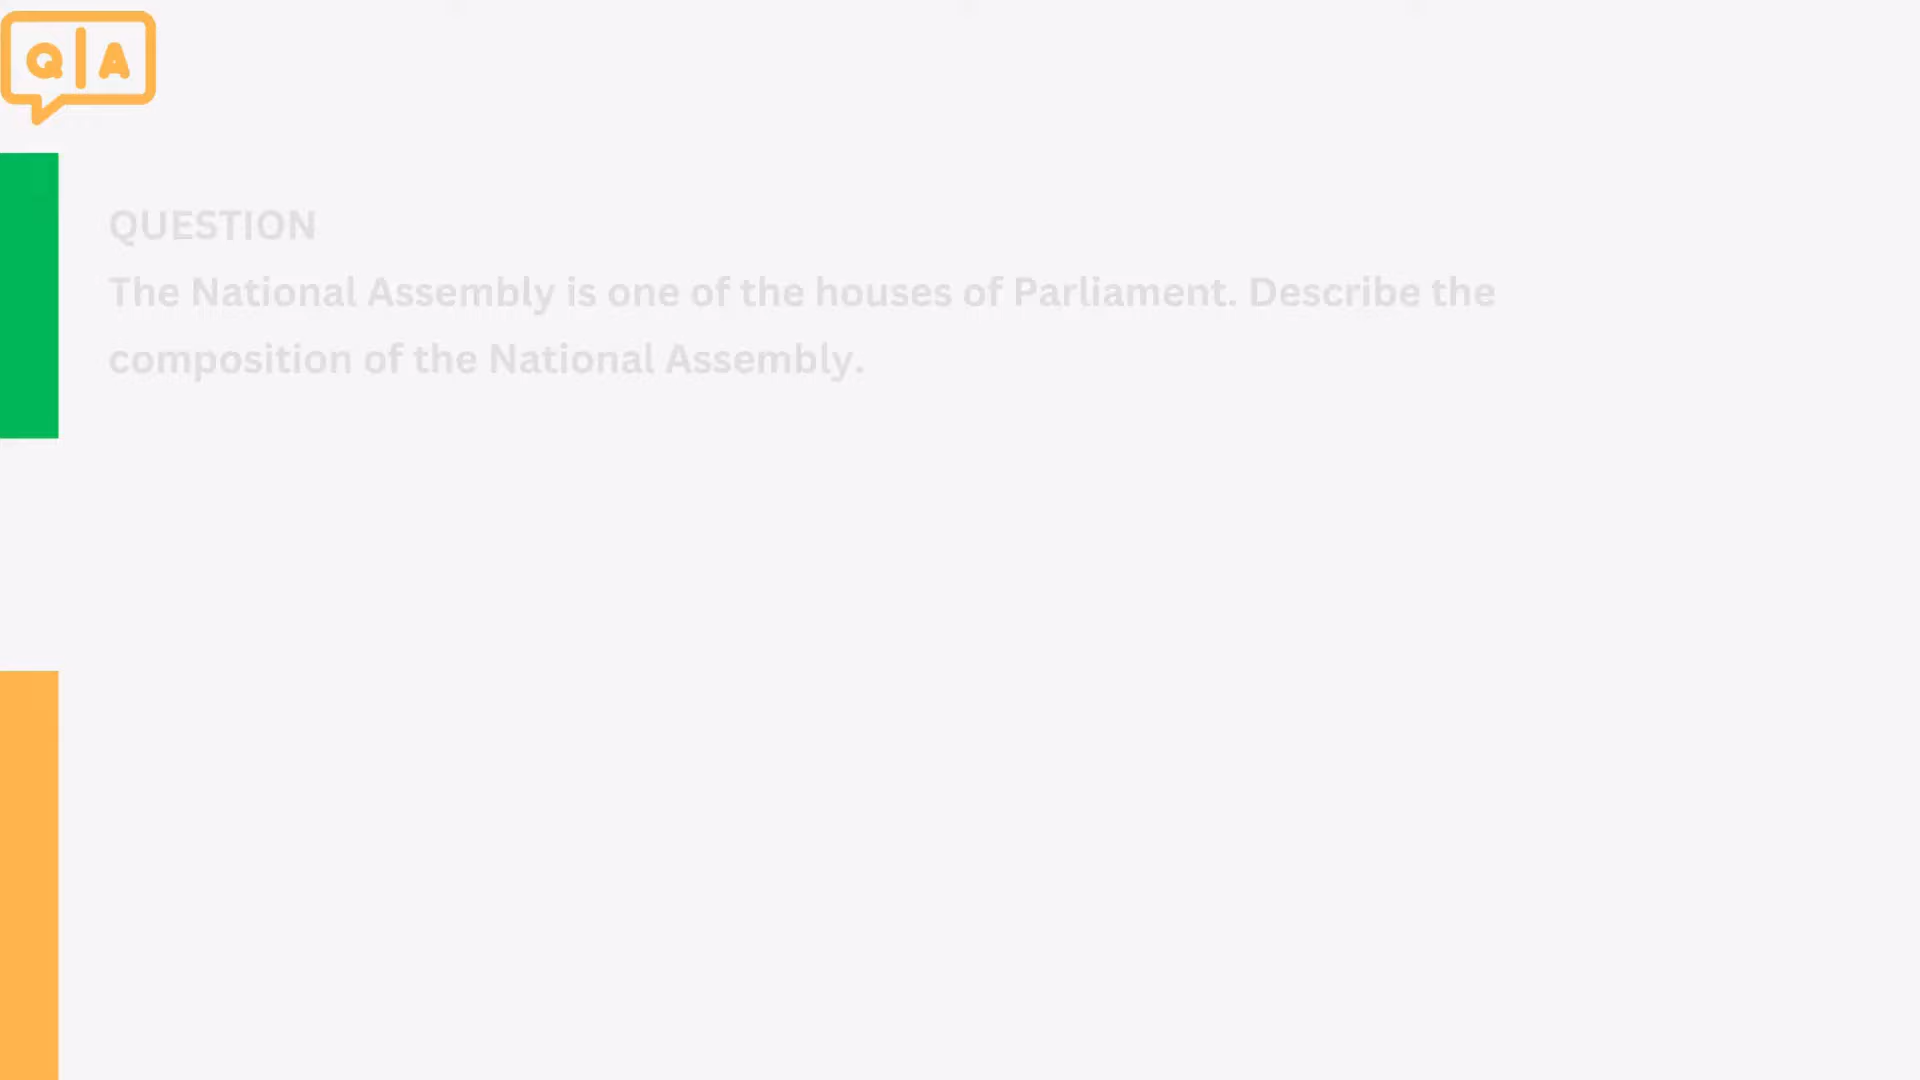 Q|A
QUESTION
The National Assembly is one of the houses of Parliament. Describe the
composition of the National Assembly.